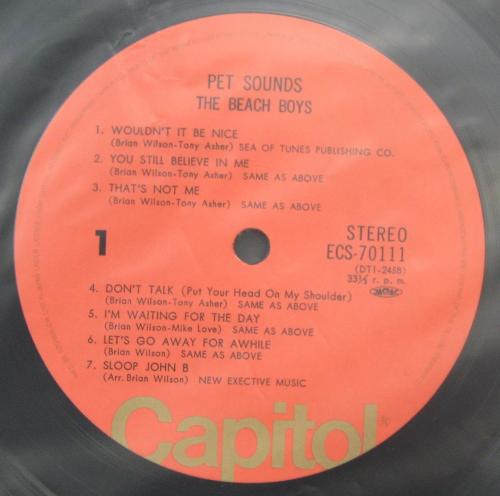 PET SOUNDS
THE BEACH BOYS
1. WOULDN'T IT BE NICE
(Brian Wilson-Tony Asher) SEA OF TUNES PUBLISHING CO.
2. YOU STILL BELIEVE IN ME
(Brian Wilson-Tony Asher) SAME AS ABOVE
3. THAT'S NOT ME
(Brian Wilson-Tony Asher) SAME AS ABOVE
1
STEREO
ECS-70111
(DT1-2458)
33⅓ r. p. m.
4. DON'T TALK (Put Your Head On My Shoulder)
(Brian Wilson-Tony Asher) SAME AS ABOVE
5. I'M WAITING FOR THE DAY
(Brian Wilson-Mike Love) SAME AS ABOVE
6. LET'S GO AWAY FOR AWHILE
(Brian Wilson) SAME AS ABOVE
7. SLOOP JOHN B
(Arr. Brian Wilson) NEW EXECTIVE MUSIC
Capitol®